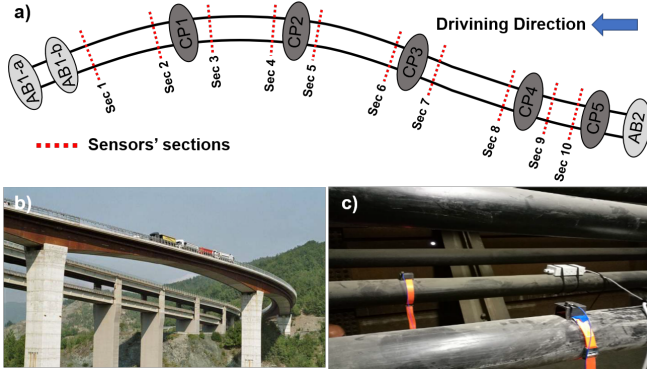 a)
Drivining Direction
AB1-a
AB1-b
Sec 1
Sec 2
CP1
Sec 3
Sec 4
CP2
Sec 5
Sec 6
CP3
Sec 7
Sec 8
CP4
Sec 9
Sec 10
CP5
AB2
Sensors' sections
b)
c)